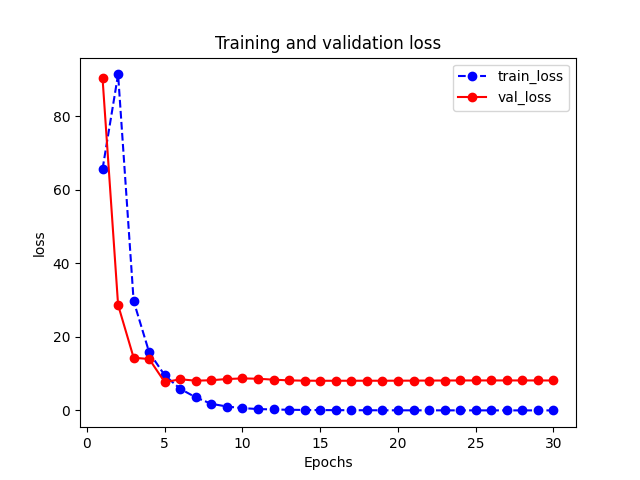 Training and validation loss
train_loss
val_loss
80
60
40
20
0
loss
0 5 10 15 20 25 30
Epochs